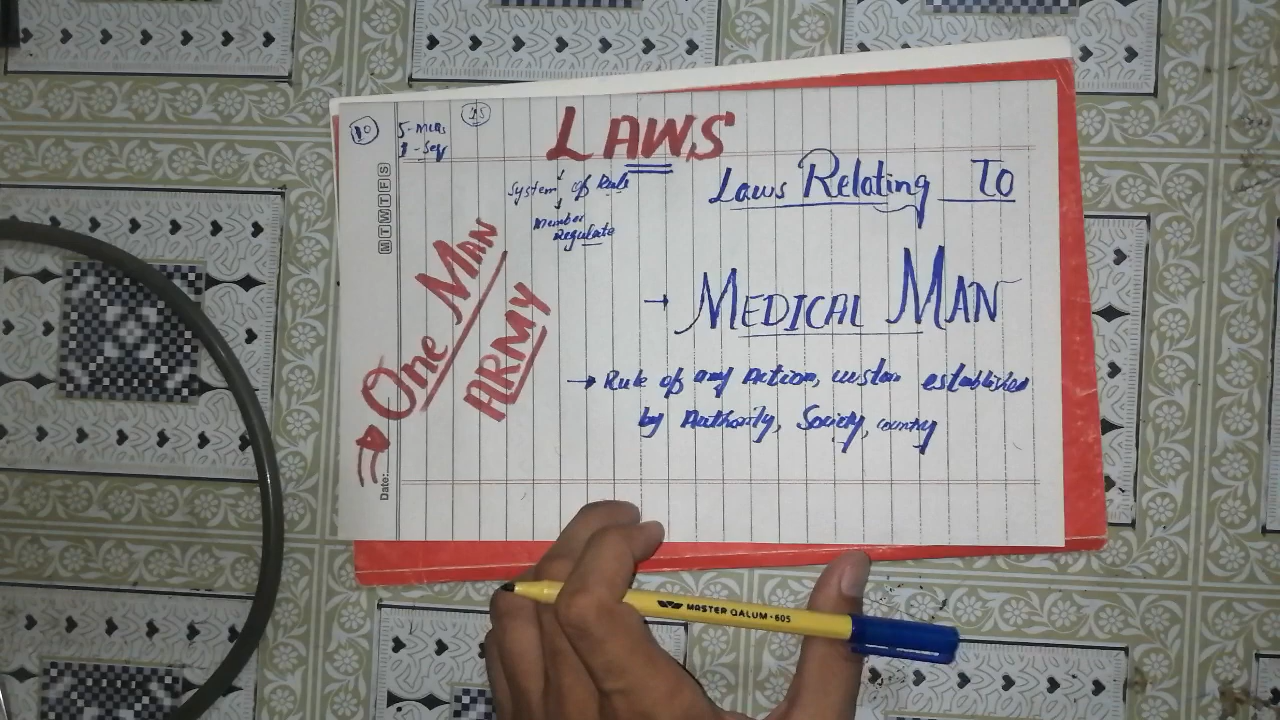 10
5-MCQs
1-Seq
15
LAWS
System of Rule
Member
Regulate
Laws Relating To
→ MEDICAL MAN
→ Rule of any Action, custom established
by Authority, Society, country
→ One MAN
ARMY
M T W T F S
Date:
MASTER QALUM·605